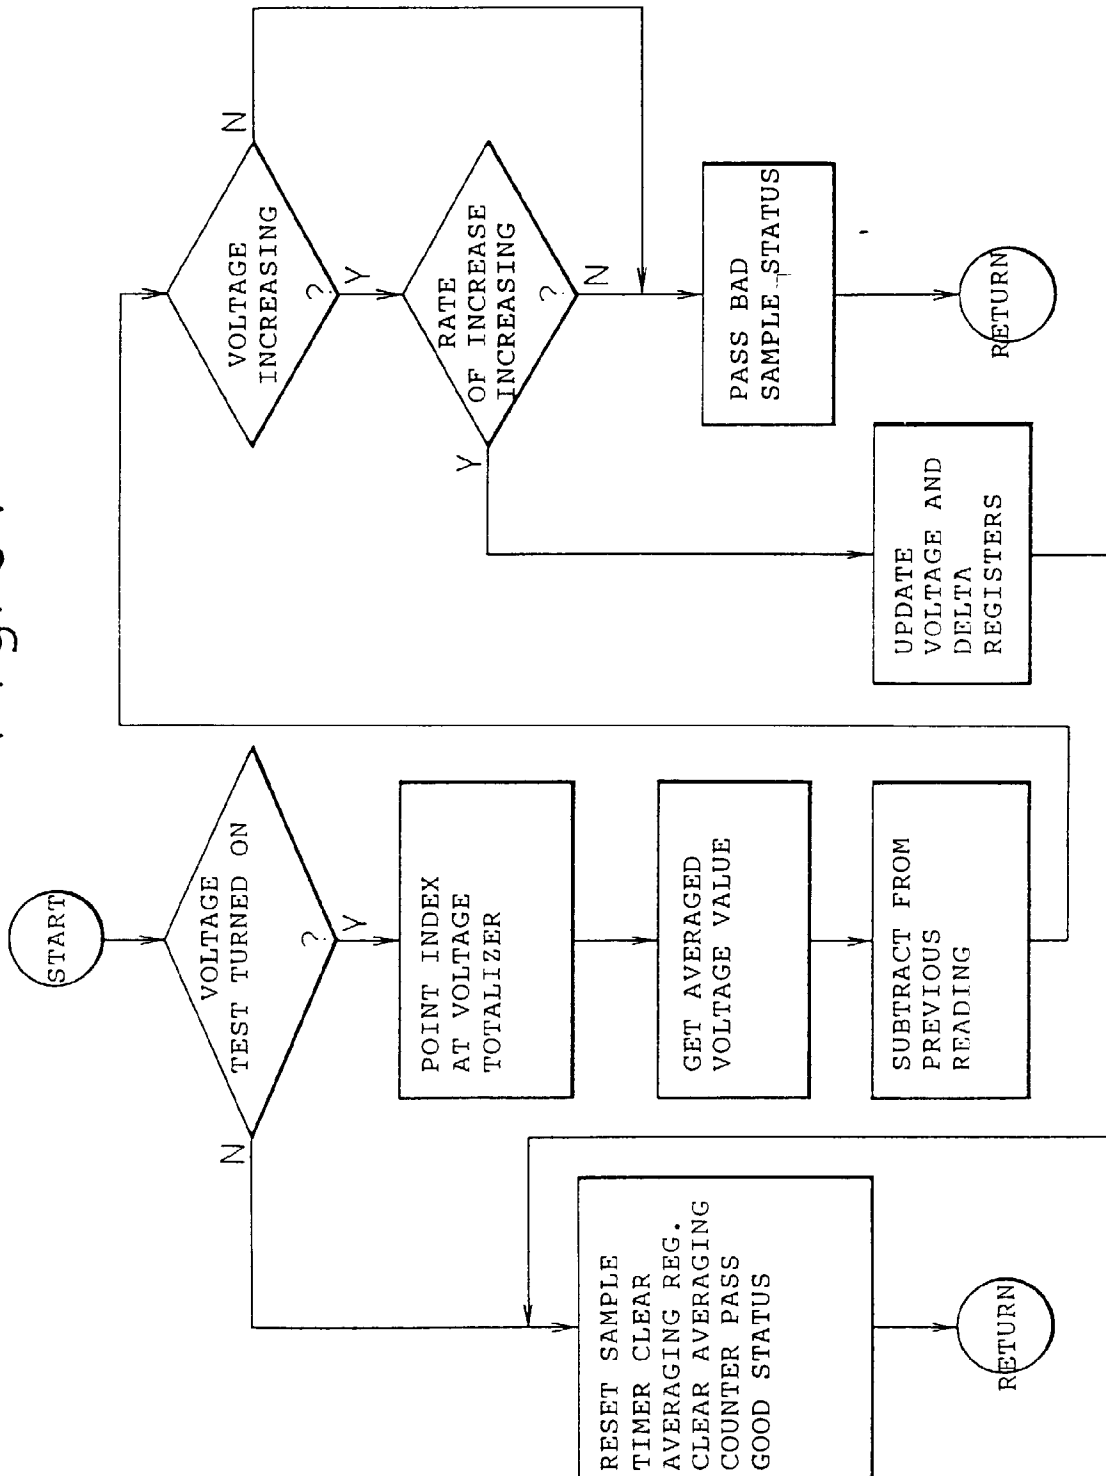 START
VOLTAGE
TEST TURNED ON
?
N
Y
POINT INDEX
AT VOLTAGE
TOTALIZER
GET AVERAGED
VOLTAGE VALUE
SUBTRACT FROM
PREVIOUS
READING
VOLTAGE
INCREASING
?
N
Y
RATE
OF INCREASE
INCREASING
?
Y
N
PASS BAD
SAMPLE STATUS
RETURN
UPDATE
VOLTAGE AND
DELTA
REGISTERS
RESET SAMPLE
TIMER CLEAR
AVERAGING REG.
CLEAR AVERAGING
COUNTER PASS
GOOD STATUS
RETURN